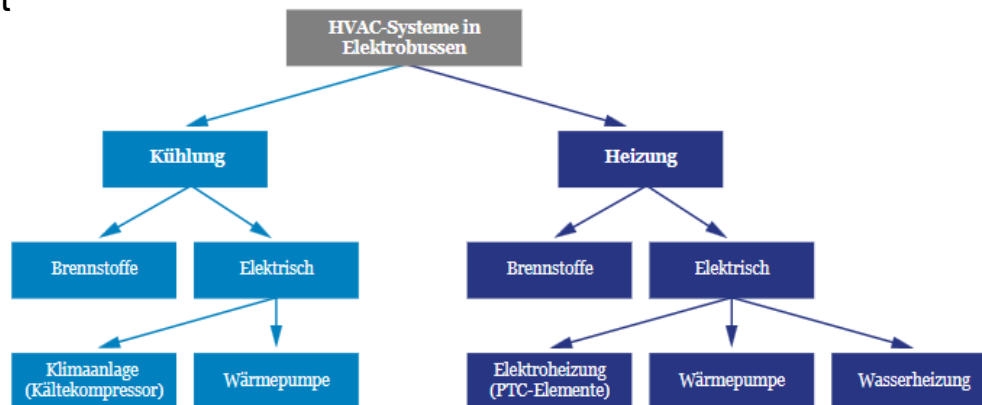 t
HVAC-Systeme in
Elektrobussen
Kühlung
Heizung
Brennstoffe
Elektrisch
Brennstoffe
Elektrisch
Klimaanlage
(Kältekompressor)
Wärmepumpe
Elektroheizung
(PTC-Elemente)
Wärmepumpe
Wasserheizung